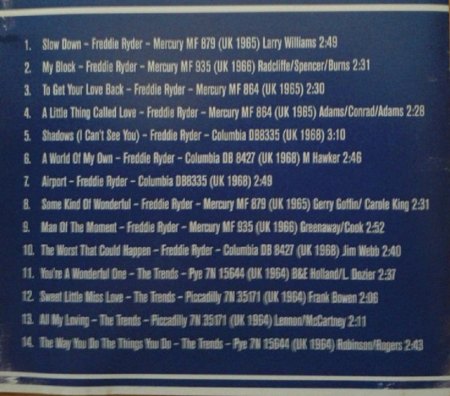 1. Slow Down – Freddie Ryder – Mercury MF 879 (UK 1965) Larry Williams 2:49
2. My Block – Freddie Ryder – Mercury MF 935 (UK 1966) Radcliffe/Spencer/Burns 2:31
3. To Get Your Love Back – Freddie Ryder – Mercury MF 864 (UK 1965) 2:30
4. A Little Thing Called Love – Freddie Ryder – Mercury MF 864 (UK 1965) Adams/Conrad/Adams 2:28
5. Shadows (I Can't See You) – Freddie Ryder – Columbia DB8335 (UK 1968) 3:10
6. A World Of My Own – Freddie Ryder – Columbia DB 8427 (UK 1968) M Hawker 2:46
7. Airport – Freddie Ryder – Columbia DB8335 (UK 1968) 2:49
8. Some Kind Of Wonderful – Freddie Ryder – Mercury MF 879 (UK 1965) Gerry Goffin/ Carole King 2:31
9. Man Of The Moment – Freddie Ryder – Mercury MF 935 (UK 1966) Greenaway/Cook 2:52
10. The Worst That Could Happen – Freddie Ryder – Columbia DB 8427 (UK 1968) Jim Webb 2:40
11. You're A Wonderful One – The Trends – Pye 7N 15644 (UK 1964) B&E Holland/L. Dozier 2:37
12. Sweet Little Miss Love – The Trends – Piccadilly 7N 35171 (UK 1964) Frank Bowen 2:06
13. All My Loving – The Trends – Piccadilly 7N 35171 (UK 1964) Lennon/McCartney 2:11
14. The Way You Do The Things You Do – The Trends – Pye 7N 15644 (UK 1964) Robinson/Rogers 2:43